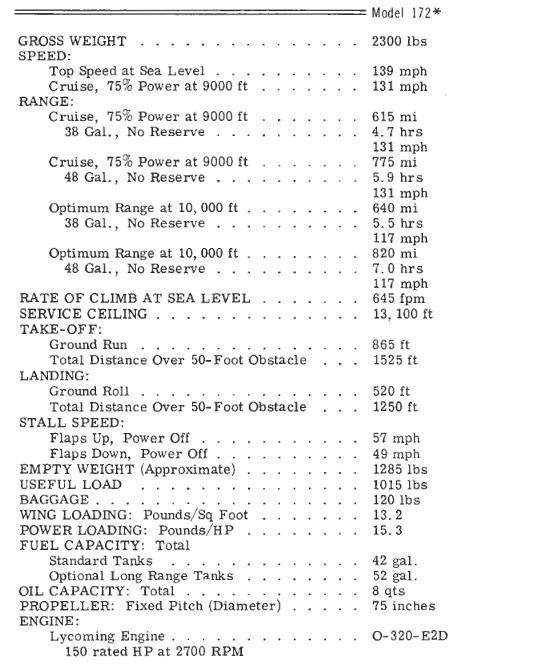 Model 172*
GROSS WEIGHT . . . . . . . . . . . . . 2300 lbs
SPEED:
Top Speed at Sea Level . . . . . . . . . 139 mph
Cruise, 75% Power at 9000 ft . . . . . . . 131 mph
RANGE:
Cruise, 75% Power at 9000 ft . . . . . . . 615 mi
38 Gal., No Reserve . . . . . . . . . . 4.7 hrs
131 mph
Cruise, 75% Power at 9000 ft . . . . . . . 775 mi
48 Gal., No Reserve . . . . . . . . . . 5.9 hrs
131 mph
Optimum Range at 10,000 ft . . . . . . . . 640 mi
38 Gal., No Reserve . . . . . . . . . . 5.5 hrs
117 mph
Optimum Range at 10,000 ft . . . . . . . . 820 mi
48 Gal., No Reserve . . . . . . . . . . 7.0 hrs
117 mph
RATE OF CLIMB AT SEA LEVEL . . . . . . . 645 fpm
SERVICE CEILING . . . . . . . . . . . . . 13,100 ft
TAKE-OFF:
Ground Run . . . . . . . . . . . . . . 865 ft
Total Distance Over 50-Foot Obstacle . . . 1525 ft
LANDING:
Ground Roll . . . . . . . . . . . . . . 520 ft
Total Distance Over 50-Foot Obstacle . . . 1250 ft
STALL SPEED:
Flaps Up, Power Off . . . . . . . . . . 57 mph
Flaps Down, Power Off . . . . . . . . . . 49 mph
EMPTY WEIGHT (Approximate) . . . . . . . . 1285 lbs
USEFUL LOAD . . . . . . . . . . . . . . 1015 lbs
BAGGAGE . . . . . . . . . . . . . . . . 120 lbs
WING LOADING: Pounds/Sq Foot . . . . . . . 13.2
POWER LOADING: Pounds/HP . . . . . . . . 15.3
FUEL CAPACITY: Total
Standard Tanks . . . . . . . . . . . . 42 gal.
Optional Long Range Tanks . . . . . . . . 52 gal.
OIL CAPACITY: Total . . . . . . . . . . . 8 qts
PROPELLER: Fixed Pitch (Diameter) . . . . . 75 inches
ENGINE:
Lycoming Engine . . . . . . . . . . . . O-320-E2D
150 rated HP at 2700 RPM